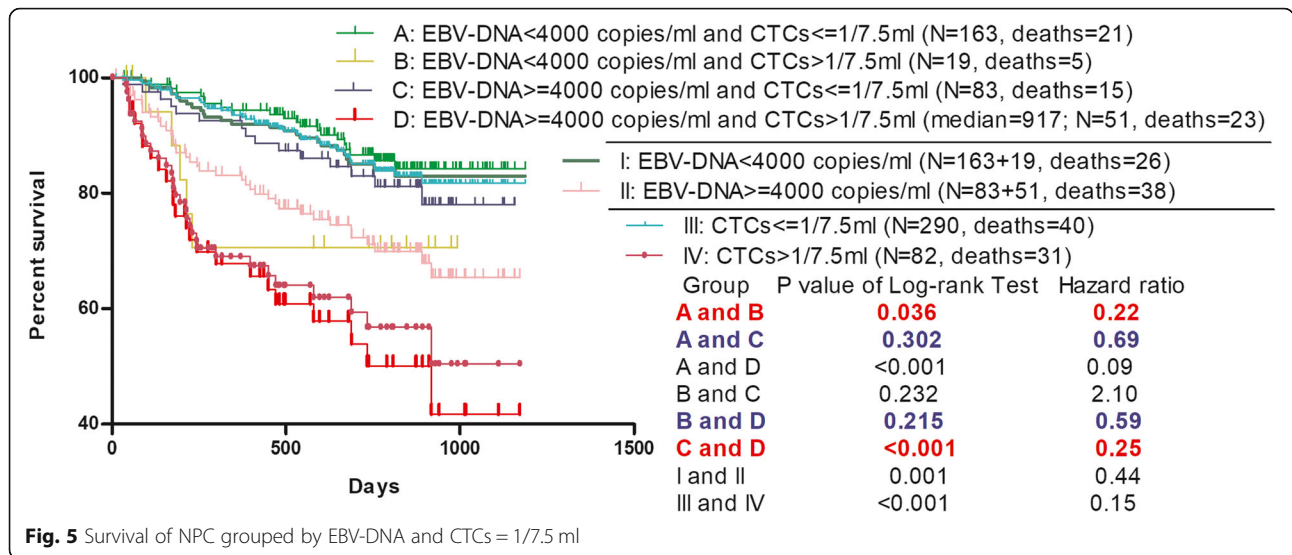 A: EBV-DNA<4000 copies/ml and CTCs<=1/7.5ml (N=163, deaths=21)
B: EBV-DNA<4000 copies/ml and CTCs>1/7.5ml (N=19, deaths=5)
C: EBV-DNA>=4000 copies/ml and CTCs<=1/7.5ml (N=83, deaths=15)
D: EBV-DNA>=4000 copies/ml and CTCs>1/7.5ml (median=917; N=51, deaths=23)
I: EBV-DNA<4000 copies/ml (N=163+19, deaths=26)
II: EBV-DNA>=4000 copies/ml (N=83+51, deaths=38)
III: CTCs<=1/7.5ml (N=290, deaths=40)
IV: CTCs>1/7.5ml (N=82, deaths=31)
Group P value of Log-rank Test Hazard ratio
A and B 0.036 0.22
A and C 0.302 0.69
A and D <0.001 0.09
B and C 0.232 2.10
B and D 0.215 0.59
C and D <0.001 0.25
I and II 0.001 0.44
III and IV <0.001 0.15
Percent survival
100
80
60
40
0 500 1000 1500
Days
Fig. 5 Survival of NPC grouped by EBV-DNA and CTCs = 1/7.5 ml